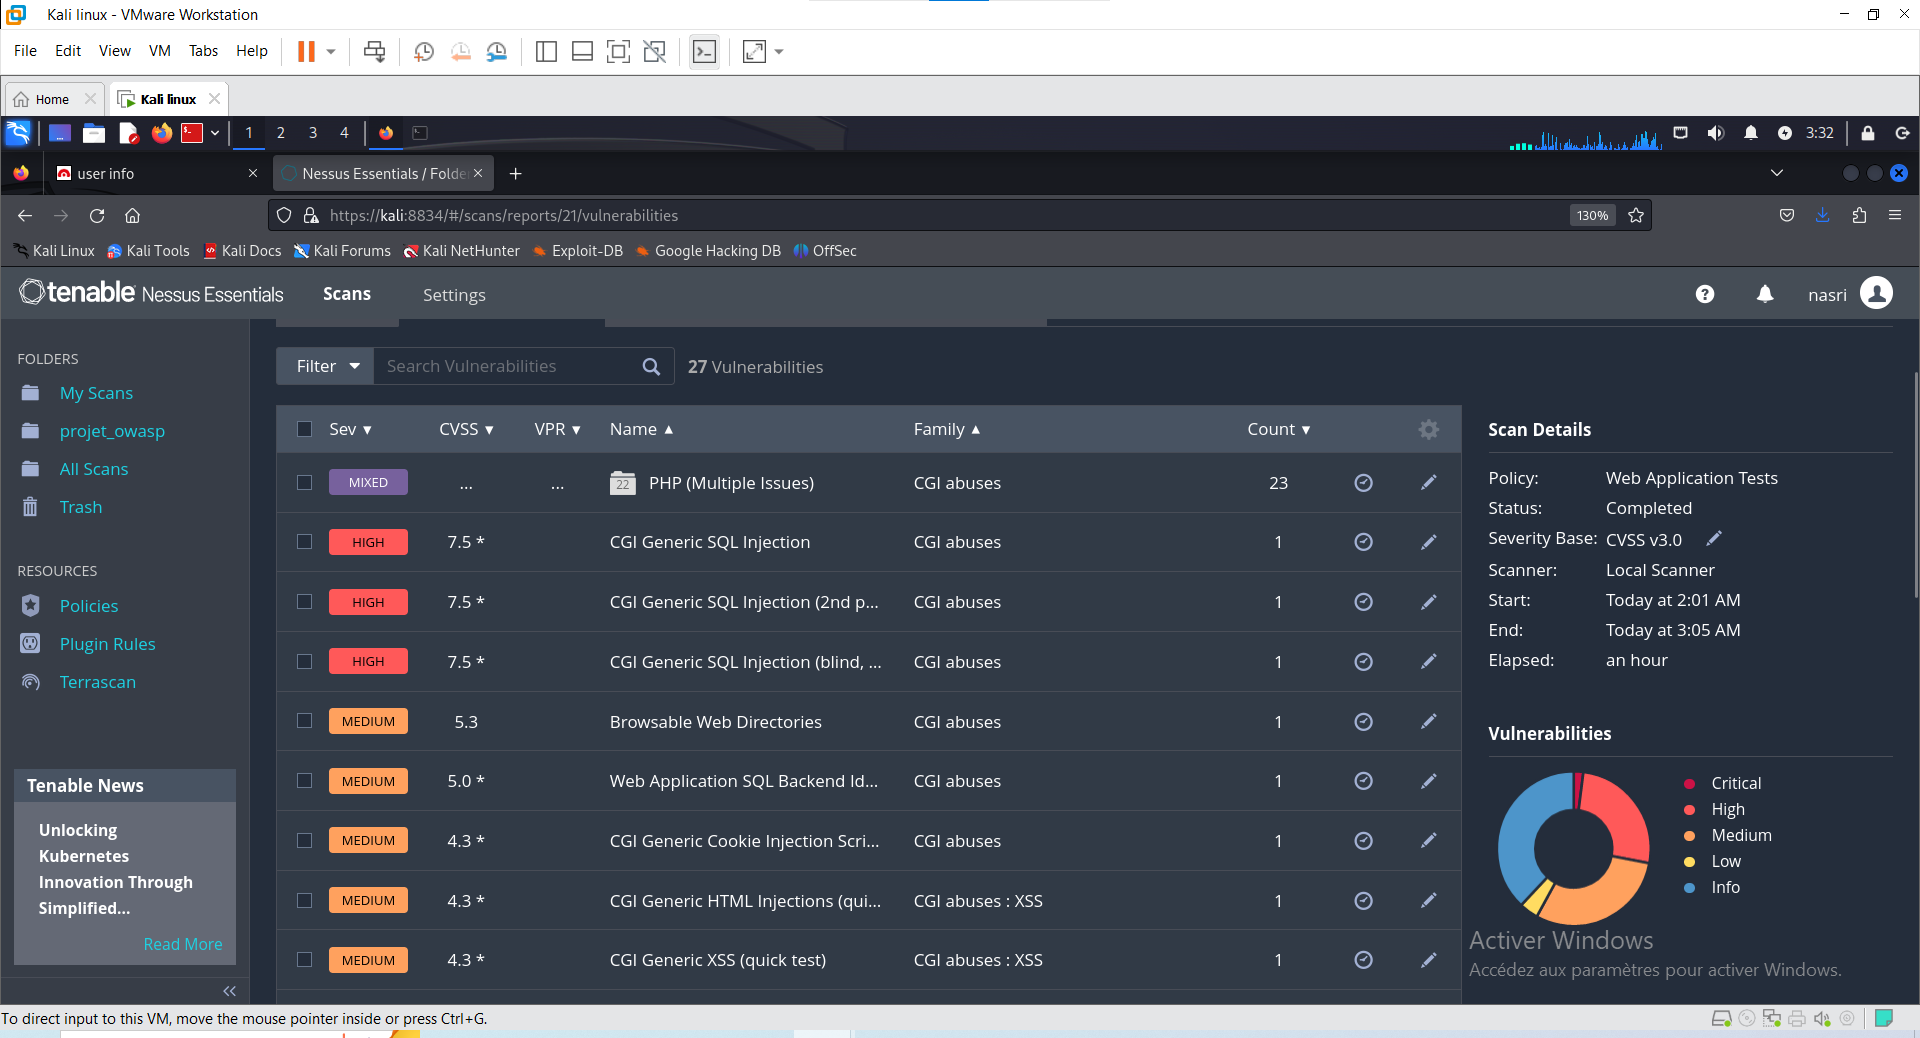 Kali linux - VMware Workstation
File Edit View VM Tabs Help
Home Kali linux
1 2 3 4 3:32
user info Nessus Essentials / Folde
https://kali:8834/#/scans/reports/21/vulnerabilities 130%
Kali Linux Kali Tools Kali Docs Kali Forums Kali NetHunter Exploit-DB Google Hacking DB OffSec
tenable Nessus Essentials Scans Settings nasri
FOLDERS
My Scans
projet_owasp
All Scans
Trash
RESOURCES
Policies
Plugin Rules
Terrascan
Tenable News
Unlocking
Kubernetes
Innovation Through
Simplified...
Read More
Filter Search Vulnerabilities 27 Vulnerabilities
Sev CVSS VPR Name Family Count
MIXED ... ... 22 PHP (Multiple Issues) CGI abuses 23
HIGH 7.5 * CGI Generic SQL Injection CGI abuses 1
HIGH 7.5 * CGI Generic SQL Injection (2nd p... CGI abuses 1
HIGH 7.5 * CGI Generic SQL Injection (blind, ... CGI abuses 1
MEDIUM 5.3 Browsable Web Directories CGI abuses 1
MEDIUM 5.0 * Web Application SQL Backend Id... CGI abuses 1
MEDIUM 4.3 * CGI Generic Cookie Injection Scri... CGI abuses 1
MEDIUM 4.3 * CGI Generic HTML Injections (qui... CGI abuses : XSS 1
MEDIUM 4.3 * CGI Generic XSS (quick test) CGI abuses : XSS 1
Scan Details
Policy: Web Application Tests
Status: Completed
Severity Base: CVSS v3.0
Scanner: Local Scanner
Start: Today at 2:01 AM
End: Today at 3:05 AM
Elapsed: an hour
Vulnerabilities
Critical
High
Medium
Low
Info
Activer Windows
Accédez aux paramètres pour activer Windows.
To direct input to this VM, move the mouse pointer inside or press Ctrl+G.